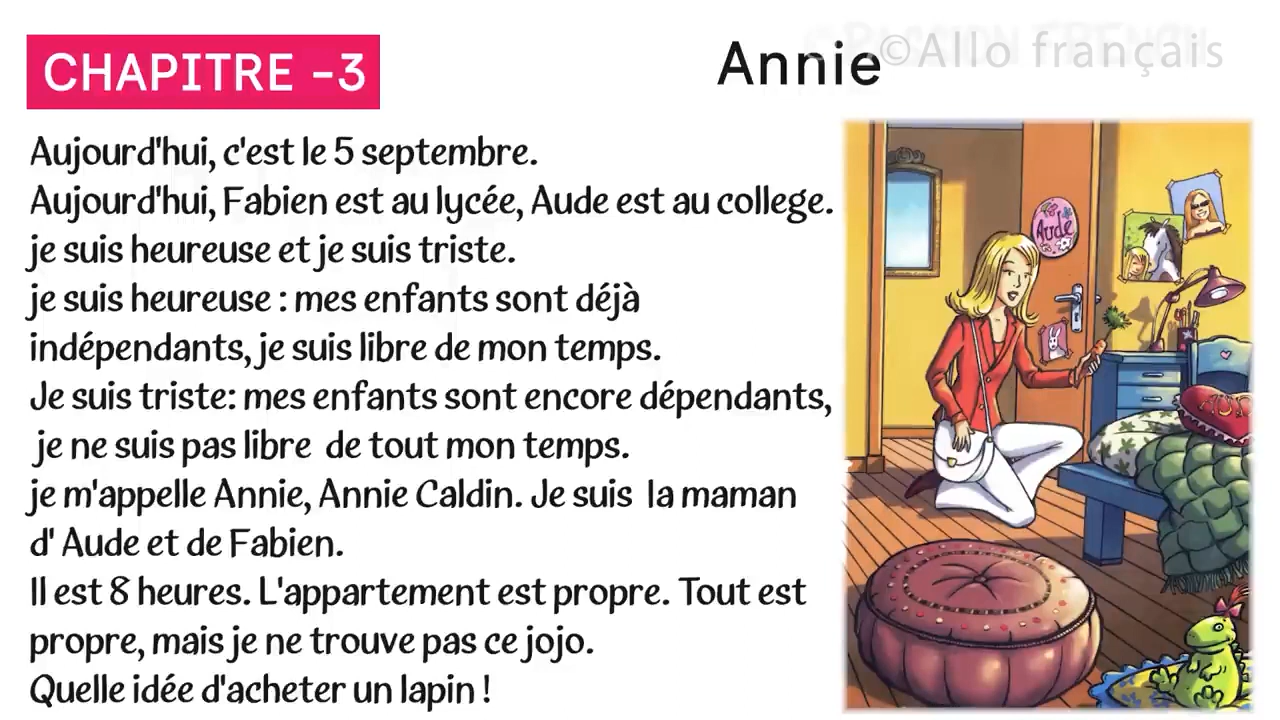 CHAPITRE -3
Annie
©Allo français
Aujourd'hui, c'est le 5 septembre.
Aujourd'hui, Fabien est au lycée, Aude est au college.
je suis heureuse et je suis triste.
je suis heureuse : mes enfants sont déjà
indépendants, je suis libre de mon temps.
Je suis triste: mes enfants sont encore dépendants,
je ne suis pas libre de tout mon temps.
je m'appelle Annie, Annie Caldin. Je suis la maman
d' Aude et de Fabien.
Il est 8 heures. L'appartement est propre. Tout est
propre, mais je ne trouve pas ce jojo.
Quelle idée d'acheter un lapin !
Aude